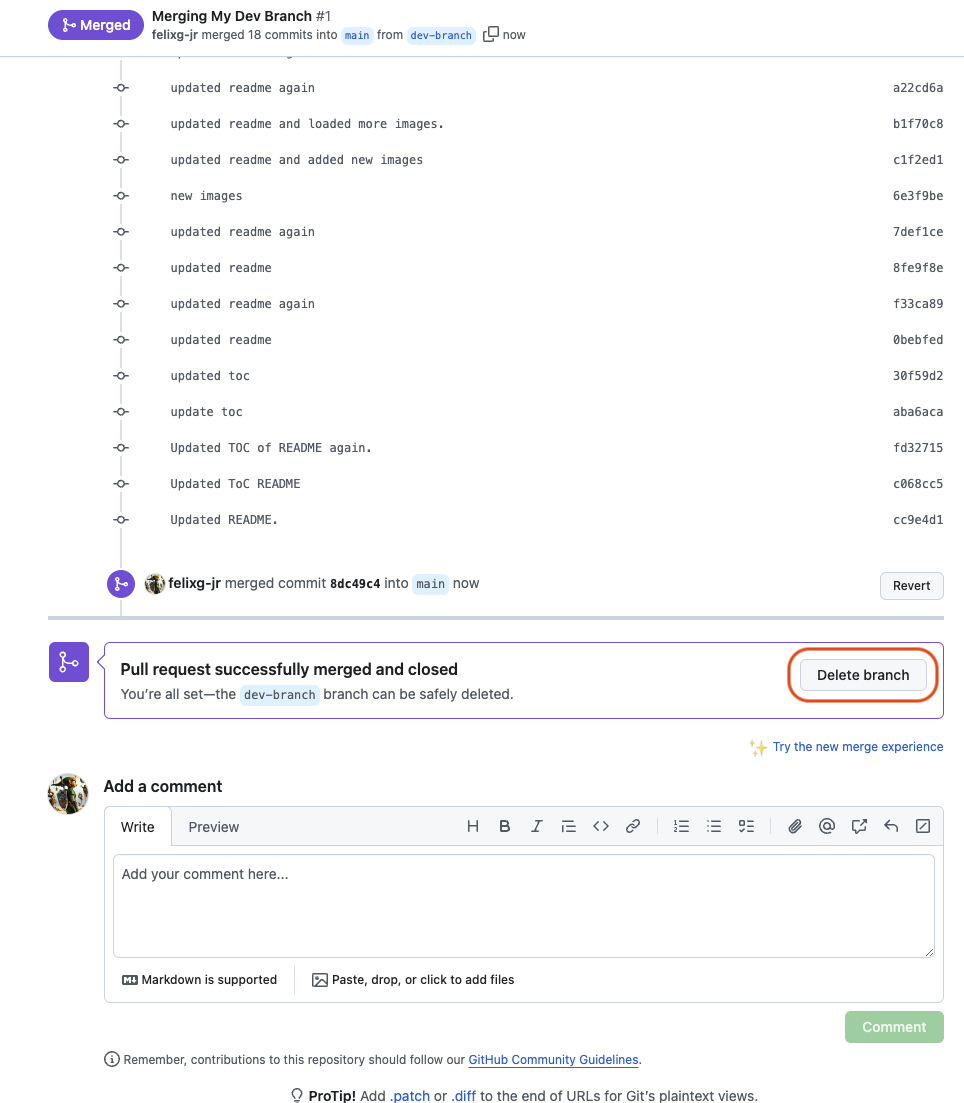 Merged
Merging My Dev Branch #1
felixg-jr merged 18 commits into main from dev-branch now
updated readme again a22cd6a
updated readme and loaded more images. b1f70c8
updated readme and added new images c1f2ed1
new images 6e3f9be
updated readme again 7def1ce
updated readme 8fe9f8e
updated readme again f33ca89
updated readme 0bebfed
updated toc 30f59d2
update toc aba6aca
Updated TOC of README again. fd32715
Updated ToC README c068cc5
Updated README. cc9e4d1
felixg-jr merged commit 8dc49c4 into main now Revert
Pull request successfully merged and closed
You’re all set—the dev-branch branch can be safely deleted.
Delete branch
Try the new merge experience
Add a comment
Write Preview
Add your comment here...
Markdown is supported Paste, drop, or click to add files
Comment
Remember, contributions to this repository should follow our GitHub Community Guidelines.
ProTip! Add .patch or .diff to the end of URLs for Git’s plaintext views.